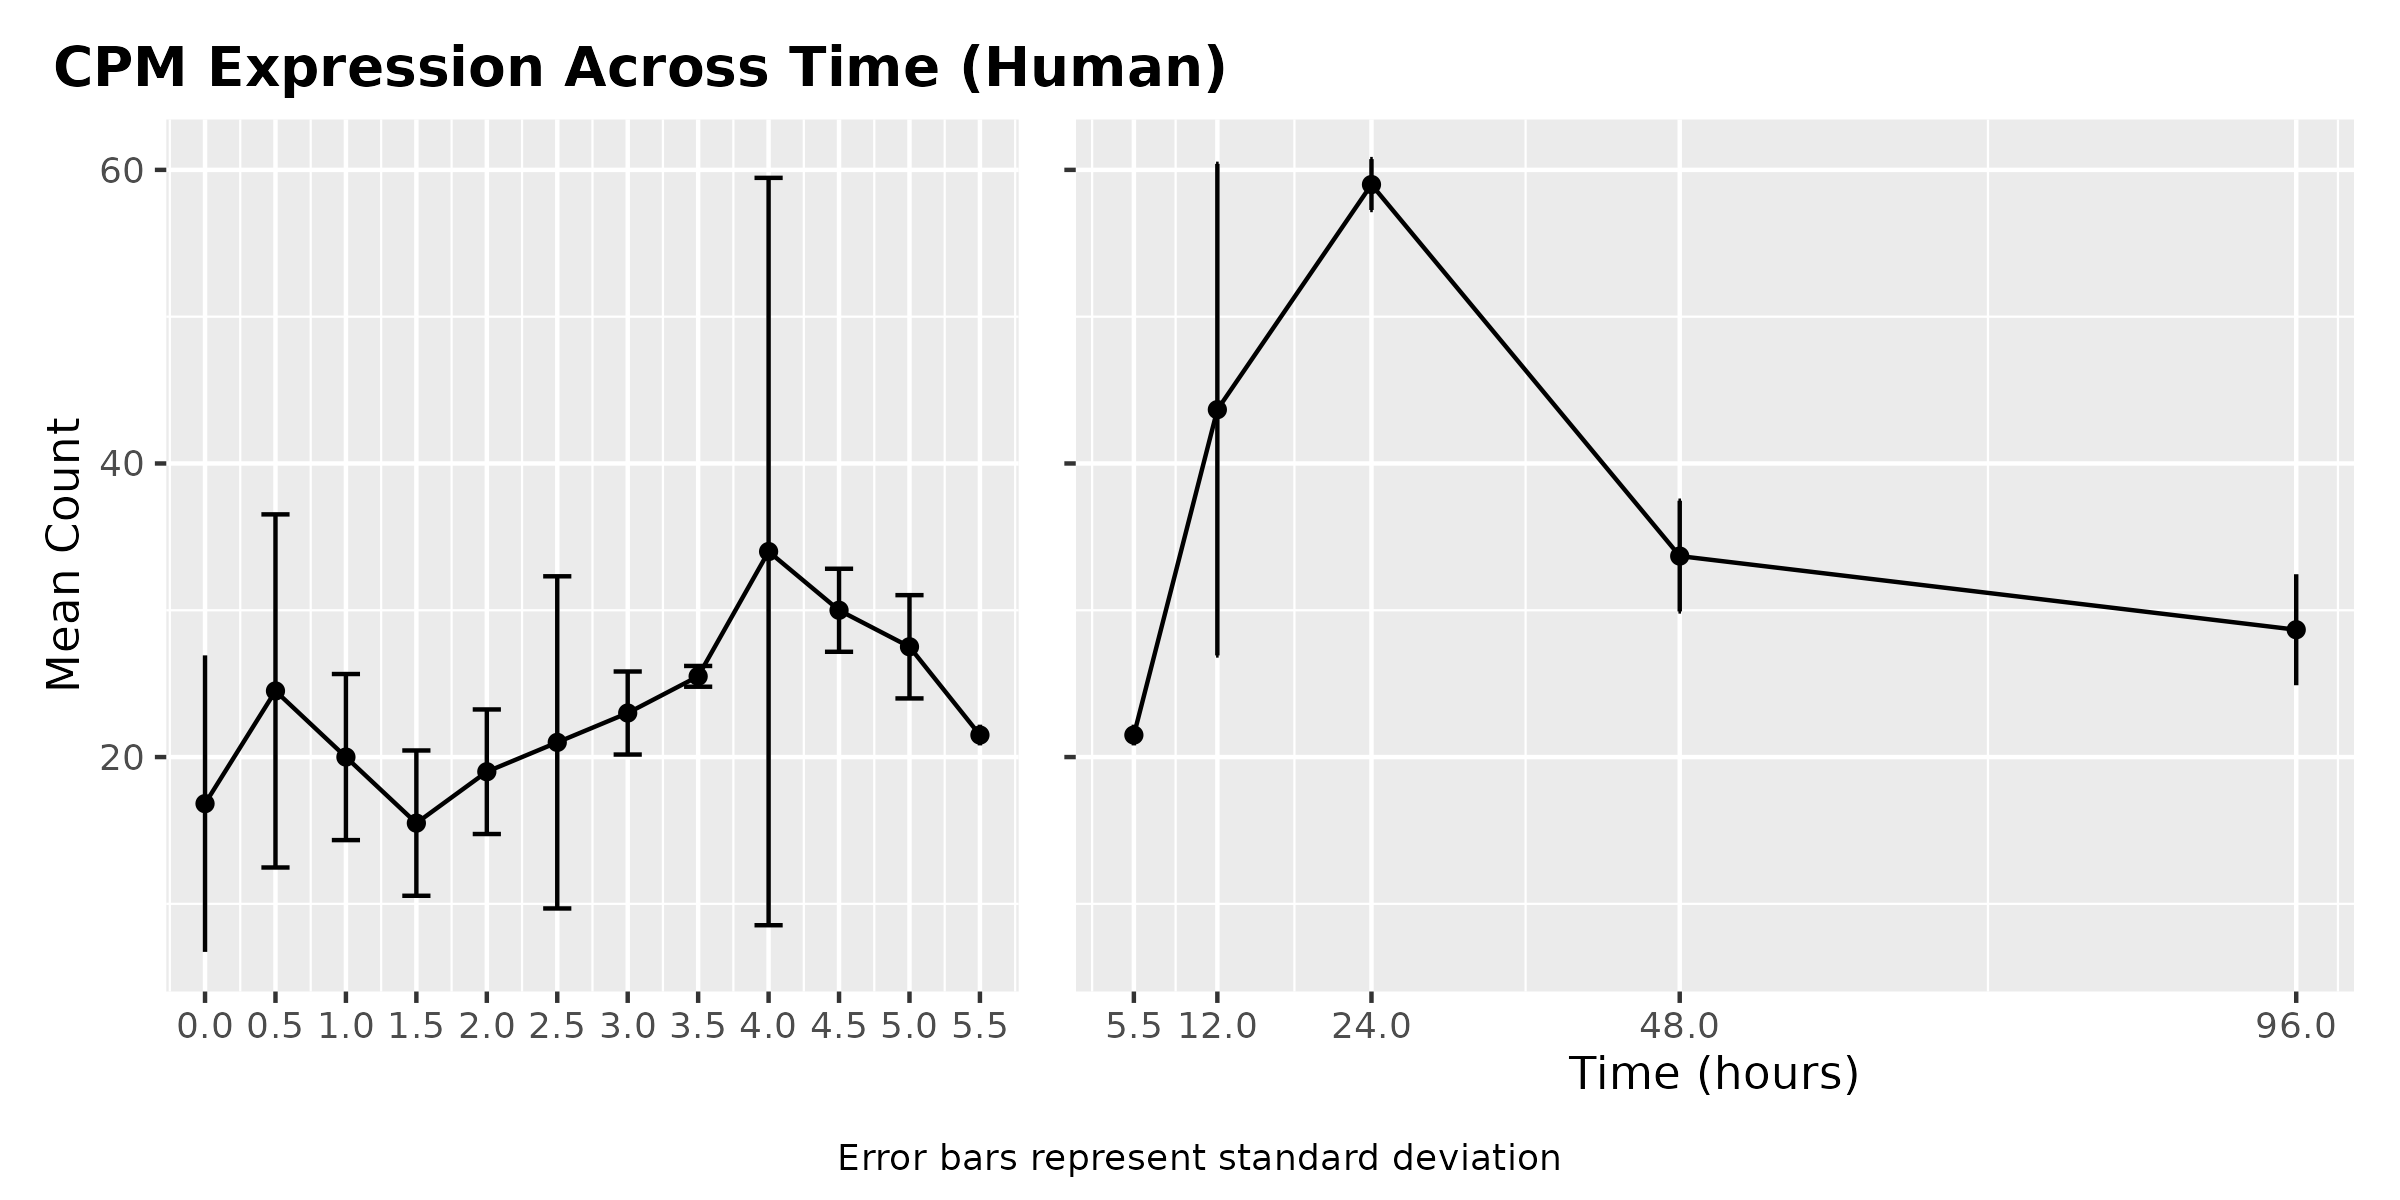 CPM Expression Across Time (Human)
60
40
20
Mean Count
0.0 0.5 1.0 1.5 2.0 2.5 3.0 3.5 4.0 4.5 5.0 5.5
5.5 12.0 24.0 48.0 96.0
Time (hours)
Error bars represent standard deviation